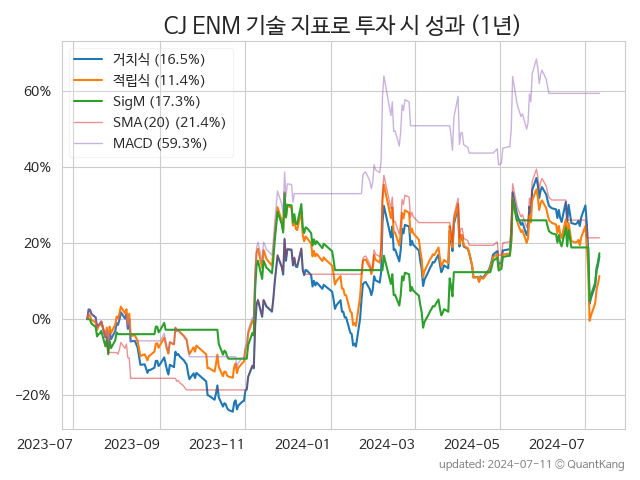 CJ ENM 기술 지표로 투자 시 성과 (1년)
거치식 (16.5%)
적립식 (11.4%)
SigM (17.3%)
SMA(20) (21.4%)
MACD (59.3%)
60%
40%
20%
0%
−20%
2023-07
2023-09
2023-11
2024-01
2024-03
2024-05
2024-07
updated: 2024-07-11 © QuantKang